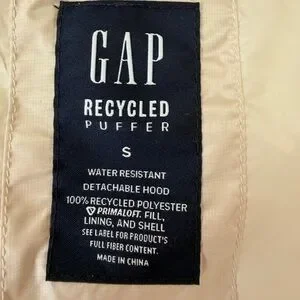 GAP
RECYCLED
PUFFER
S
WATER RESISTANT
DETACHABLE HOOD
100% RECYCLED POLYESTER
PRIMALOFT. FILL,
LINING, AND SHELL
SEE LABEL FOR PRODUCT'S
FULL FIBER CONTENT.
MADE IN CHINA